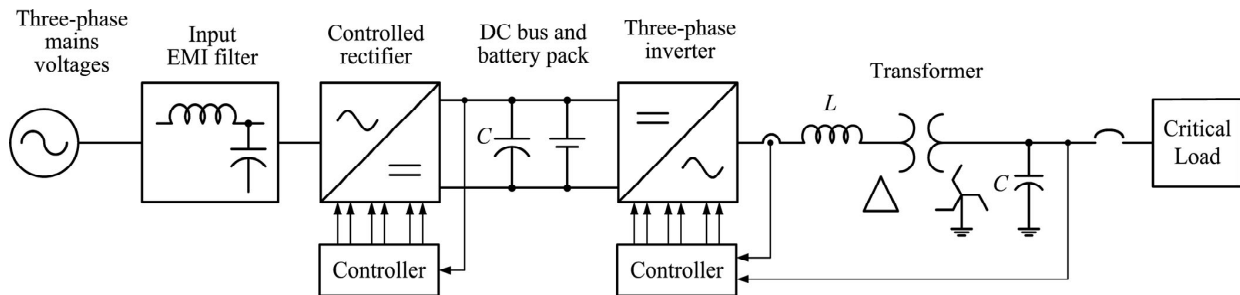 Three-phase
mains
voltages
Input
EMI filter
Controlled
rectifier
DC bus and
battery pack
Three-phase
inverter
Transformer
L
C
C
Critical
Load
Controller
Controller